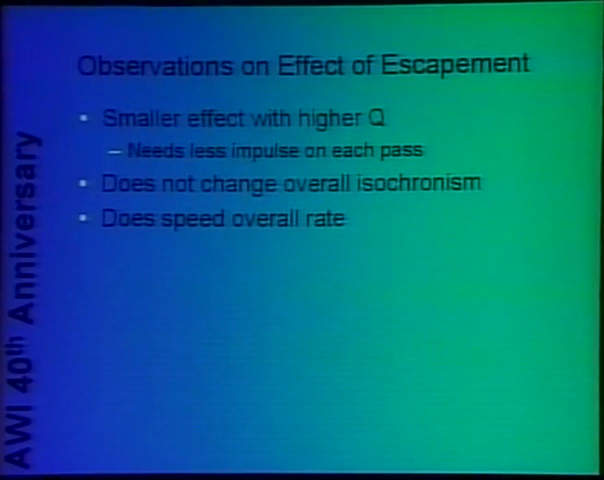 Observations on Effect of Escapement
• Smaller effect with higher Q
– Needs less impulse on each pass
• Does not change overall isochronism
• Does speed overall rate
AWI 40th Anniversary